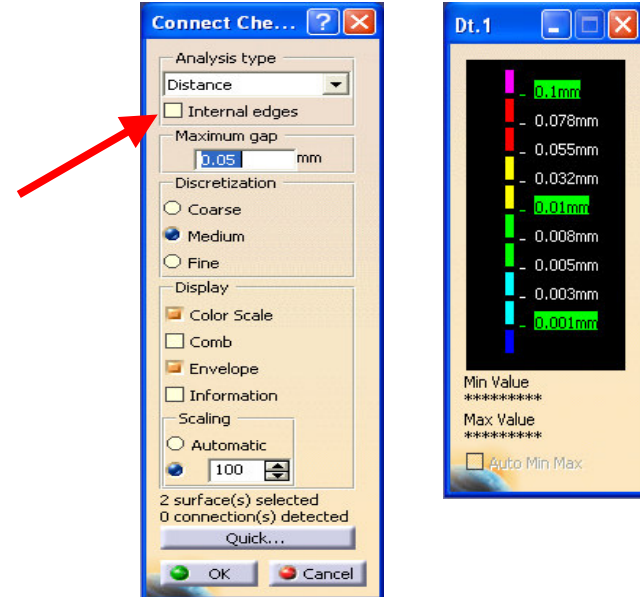 Connect Che...
Analysis type
Distance
Internal edges
Maximum gap
0.05 mm
Discretization
Coarse
Medium
Fine
Display
Color Scale
Comb
Envelope
Information
Scaling
Automatic
100
2 surface(s) selected
0 connection(s) detected
Quick...
OK Cancel
Dt.1
0.1mm
0.078mm
0.055mm
0.032mm
0.01mm
0.008mm
0.005mm
0.003mm
0.001mm
Min Value
*********
Max Value
*********
Auto Min Max